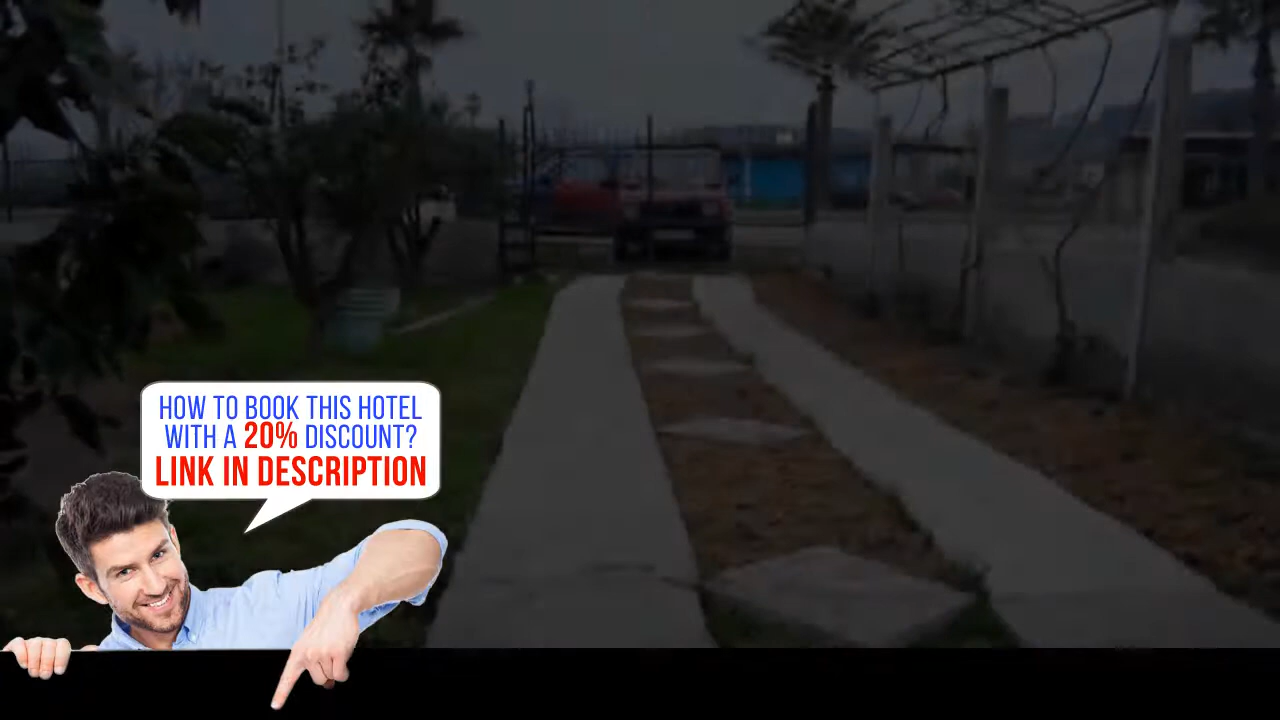 HOW TO BOOK THIS HOTEL
WITH A 20% DISCOUNT?
LINK IN DESCRIPTION